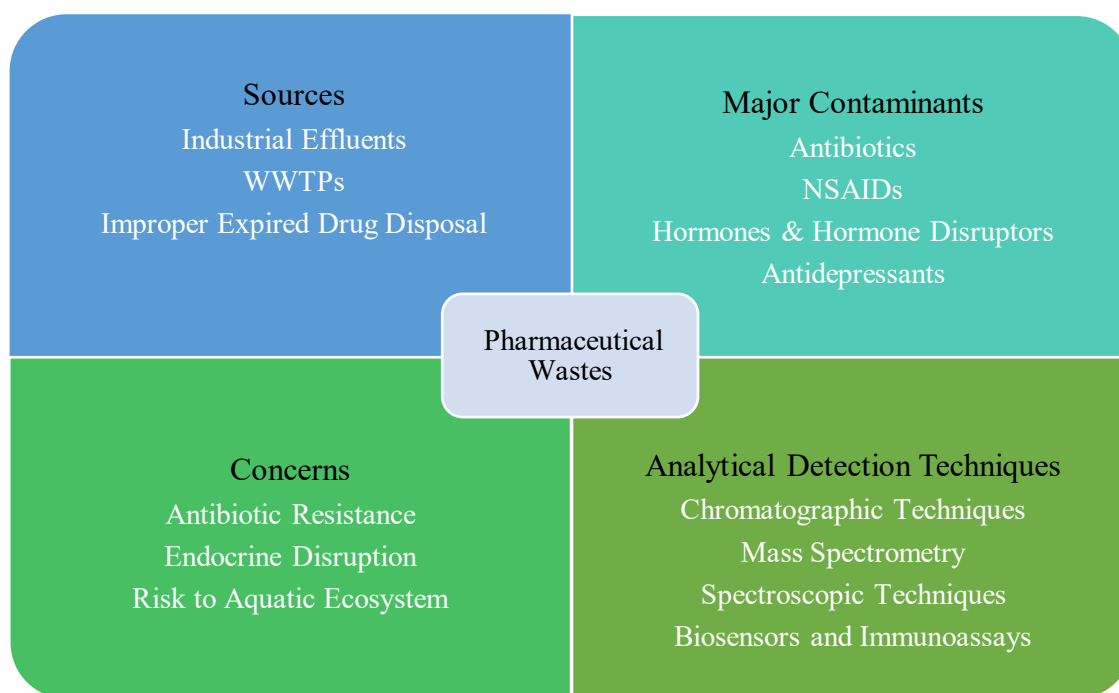 Sources
Industrial Effluents
WWTPs
Improper Expired Drug Disposal
Major Contaminants
Antibiotics
NSAIDs
Hormones & Hormone Disruptors
Antidepressants
Pharmaceutical
Wastes
Concerns
Antibiotic Resistance
Endocrine Disruption
Risk to Aquatic Ecosystem
Analytical Detection Techniques
Chromatographic Techniques
Mass Spectrometry
Spectroscopic Techniques
Biosensors and Immunoassays